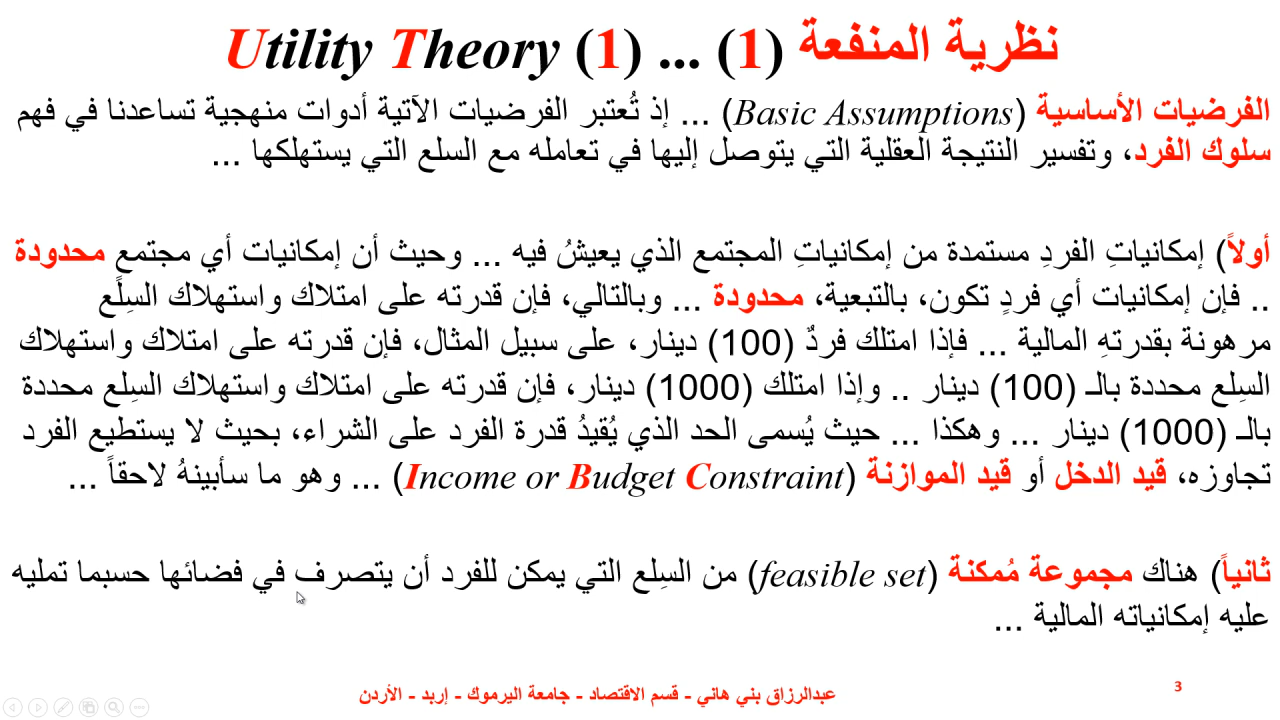 نظرية المنفعة (1) ... Utility Theory (1)
الفرضيات الأساسية (Basic Assumptions) ... إذ تُعتبر الفرضيات الآتية أدوات منهجية تساعدنا في فهم
سلوك الفرد، وتفسير النتيجة العقلية التي يتوصل إليها في تعامله مع السلع التي يستهلكها ...
أولاً) إمكانياتِ الفردِ مستمدة من إمكانياتِ المجتمع الذي يعيشُ فيه ... وحيث أن إمكانيات أي مجتمعٍ محدودة
.. فإن إمكانيات أي فردٍ تكون، بالتبعية، محدودة ... وبالتالي، فإن قدرته على امتلاك واستهلاك السِلَع
مرهونة بقدرتهِ المالية ... فإذا امتلك فردٌ (100) دينار، على سبيل المثال، فإن قدرته على امتلاك واستهلاك
السِلع محددة بالـ (100) دينار .. وإذا امتلك (1000) دينار، فإن قدرته على امتلاك واستهلاك السِلع محددة
بالـ (1000) دينار ... وهكذا ... حيث يُسمى الحد الذي يُقيدُ قدرة الفرد على الشراء، بحيث لا يستطيع الفرد
تجاوزه، قيد الدخل أو قيد الموازنة (Income or Budget Constraint) ... وهو ما سأبينهُ لاحقاً ...
ثانياً) هناك مجموعة مُمكنة (feasible set) من السِلع التي يمكن للفرد أن يتصرف في فضائها حسبما تمليه
عليه إمكانياته المالية ...
عبدالرزاق بني هاني - قسم الاقتصاد - جامعة اليرموك - إربد - الأردن
3